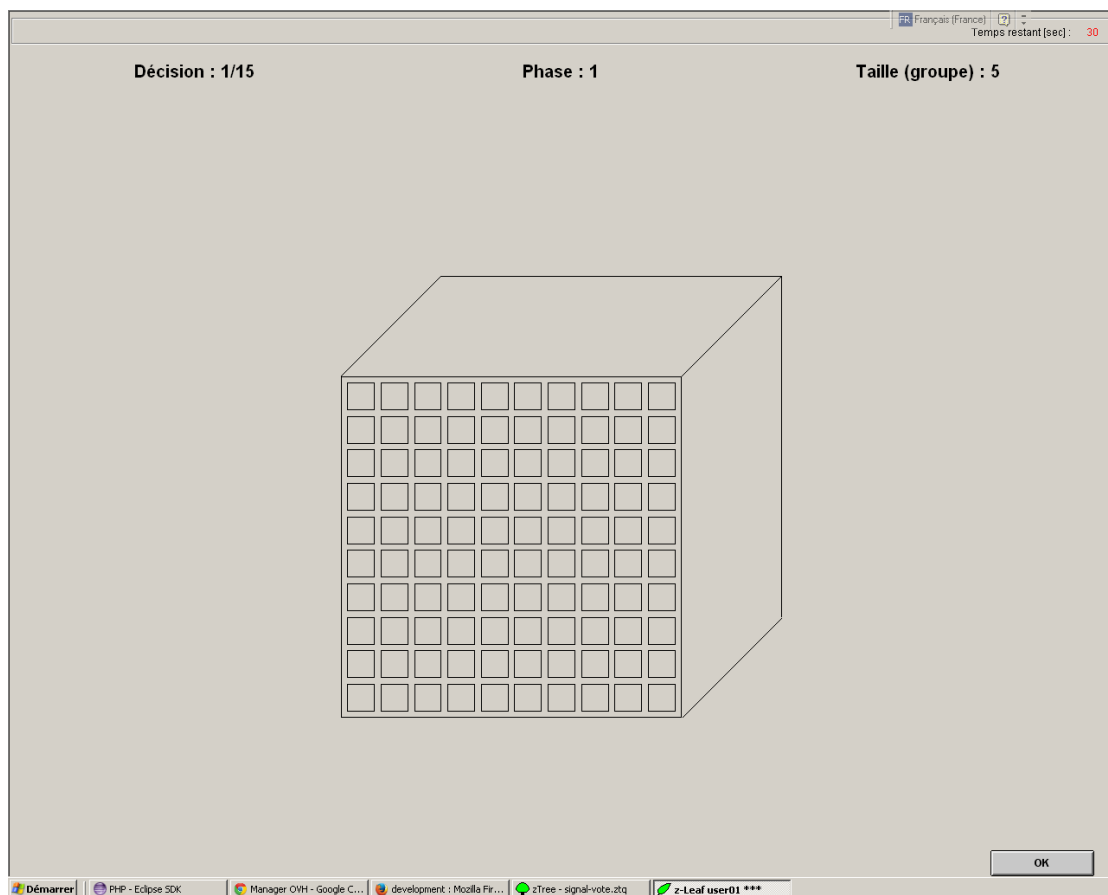 FR Français (France) ?
Temps restant [sec] : 30
Décision : 1/15 Phase : 1 Taille (groupe) : 5
OK
Démarrer PHP - Eclipse SDK Manager OVH - Google C... development : Mozilla Fir... zTree - signal-vote.ztq z-Leaf user01 ***